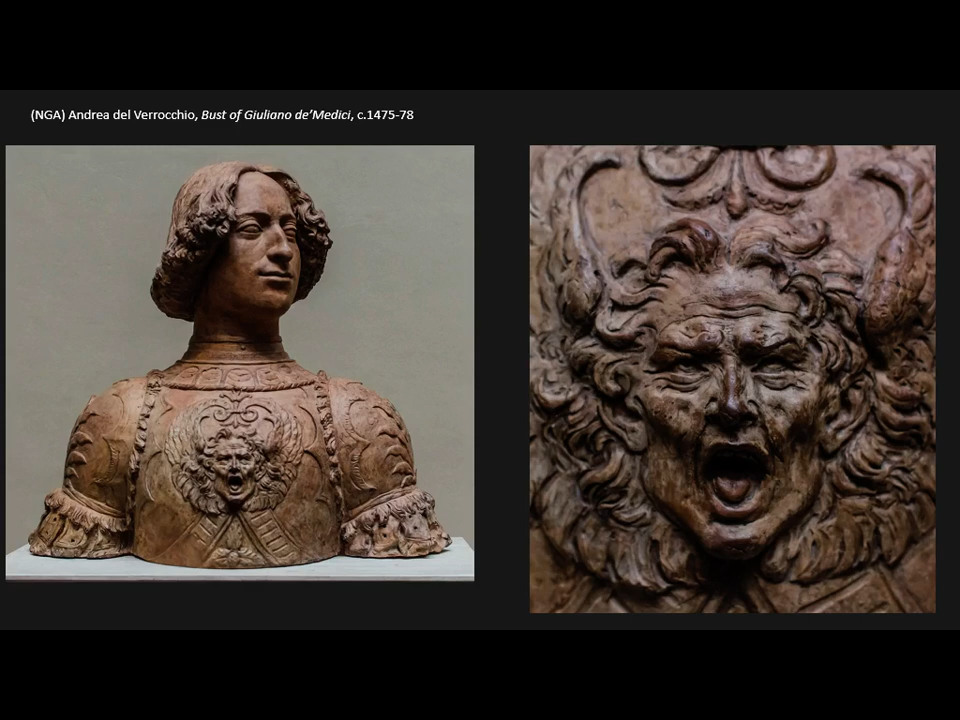 (NGA) Andrea del Verrocchio, Bust of Giuliano de’Medici, c.1475-78